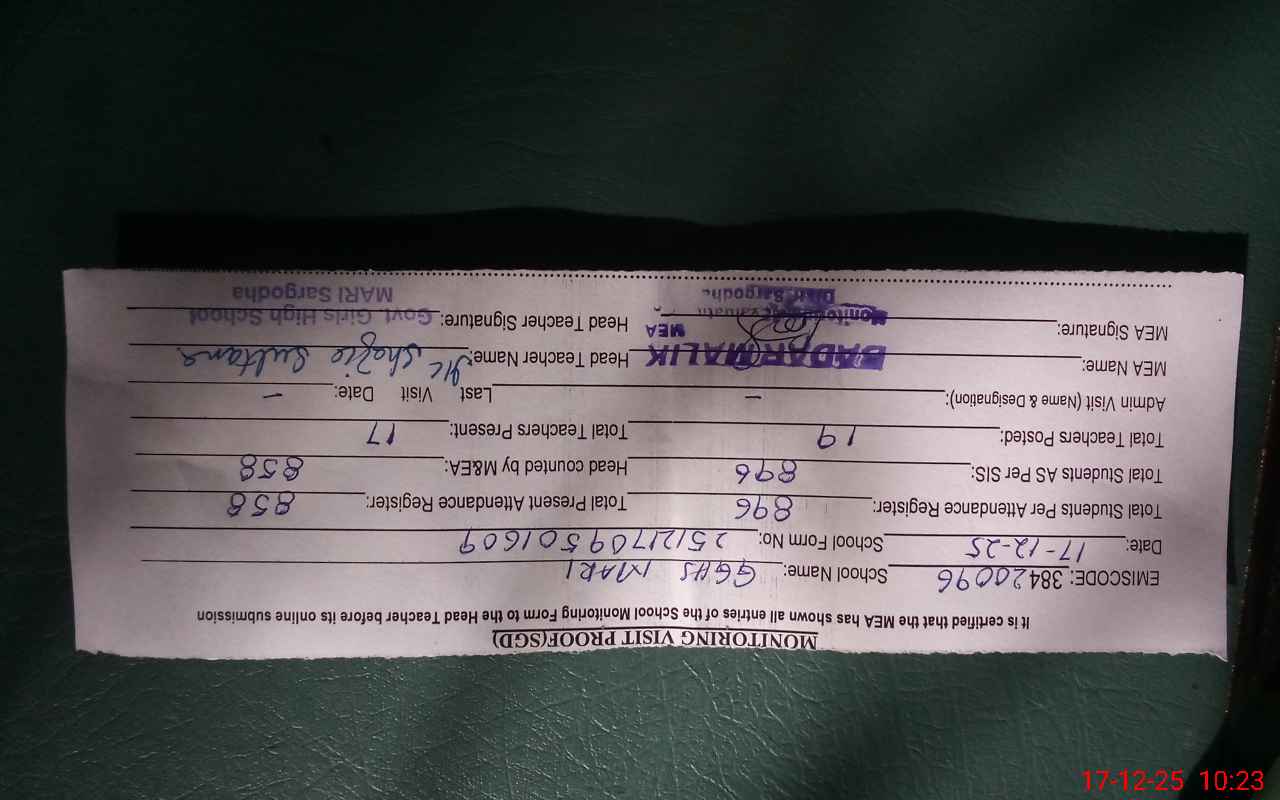 MONITORING VISIT PROOF(SGD)
It is certified that the MEA has shown all entries of the School Monitoring Form to the Head Teacher before its online submission
EMISCODE: 38420096 School Name: GGHS MARI
Date: 17-12-25 School Form No: 25121709501609
Total Students Per Attendance Register: 896 Total Present Attendance Register: 858
Total Students AS Per SIS: 896 Head counted by M&EA: 858
Total Teachers Posted: 19 Total Teachers Present: 17
Admin Visit (Name & Designation): – Last Visit Date: –
MEA Name: BADAR MALIK Head Teacher Name: Shazia Sultana
MEA
MEA Signature: Head Teacher Signature: Govt. Girls High School
MARI Sargodha
Distt Sargodha
17-12-25 10:23